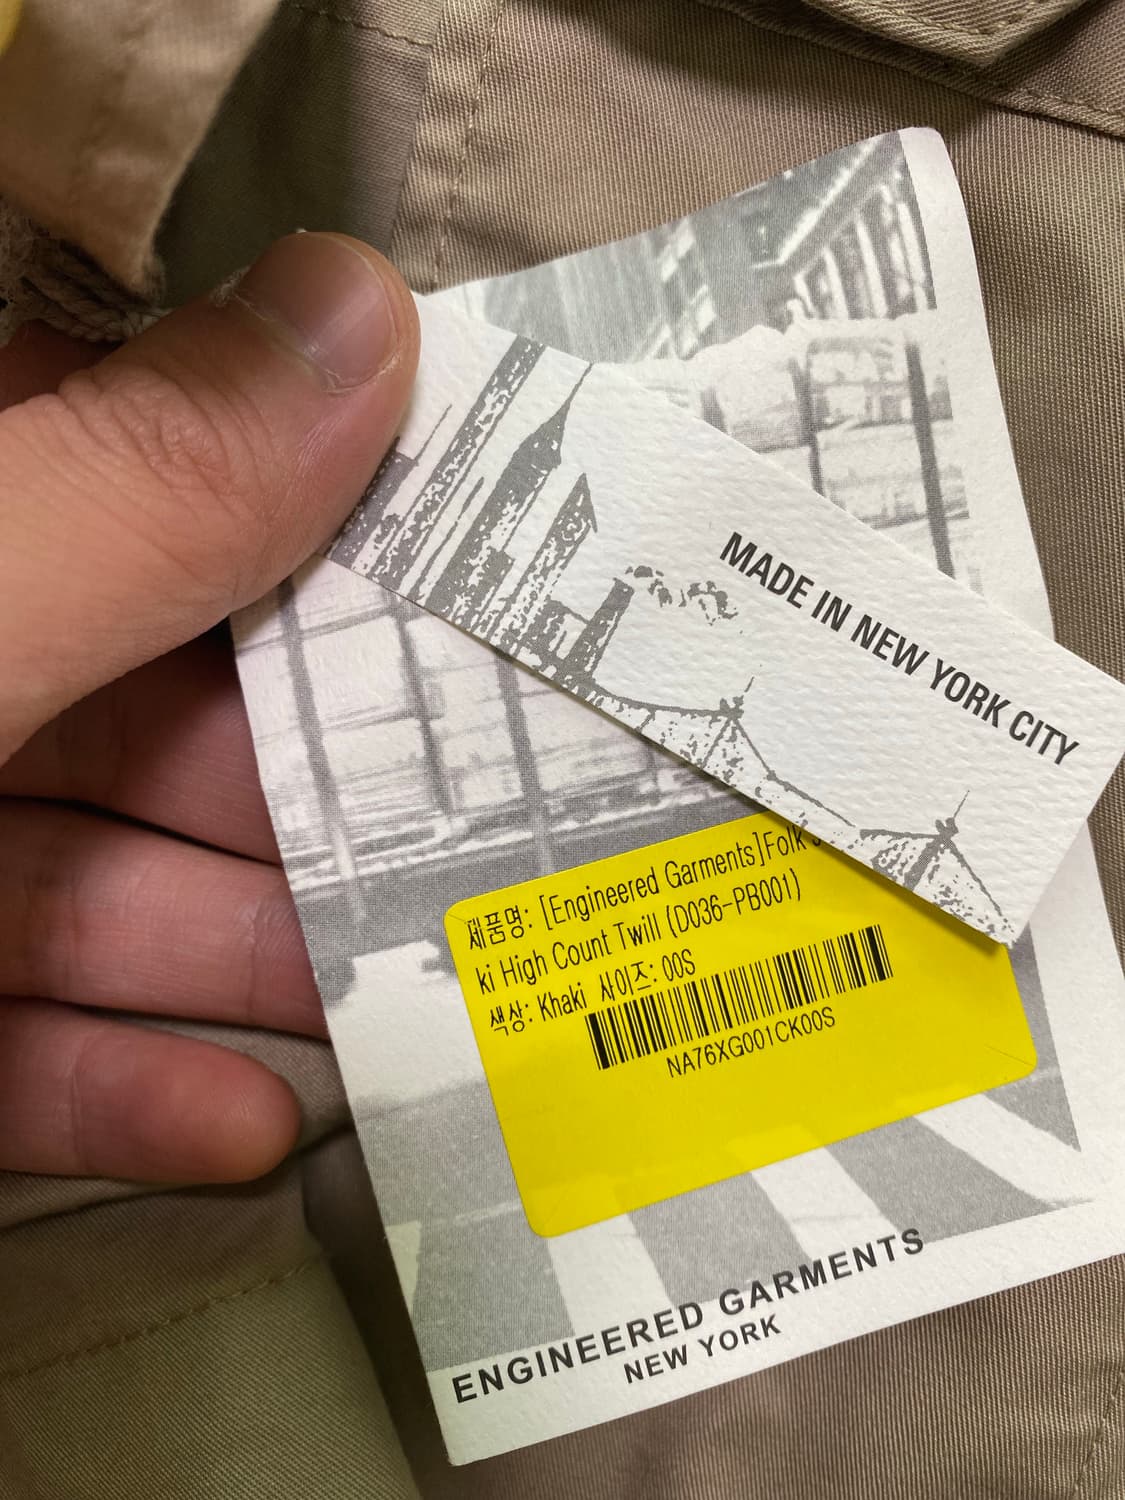 MADE IN NEW YORK CITY
제품명: [Engineered Garments]Folk
ki High Count Twill (D036-PB001)
색상: Khaki 사이즈: 00S
NA76XG001CK00S
ENGINEERED GARMENTS
NEW YORK